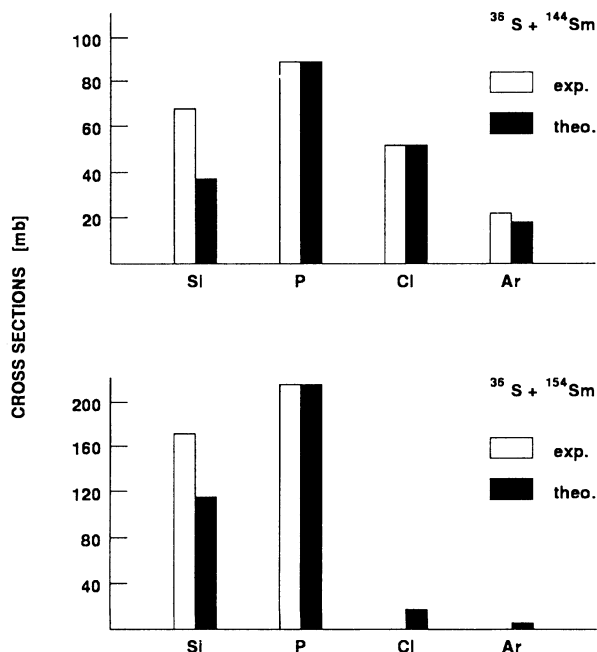 ³⁶S + ¹⁴⁴Sm
100
80
60
40
20
exp.
theo.
Si
P
Cl
Ar
CROSS SECTIONS [mb]
³⁶S + ¹⁵⁴Sm
200
160
120
80
40
exp.
theo.
Si
P
Cl
Ar